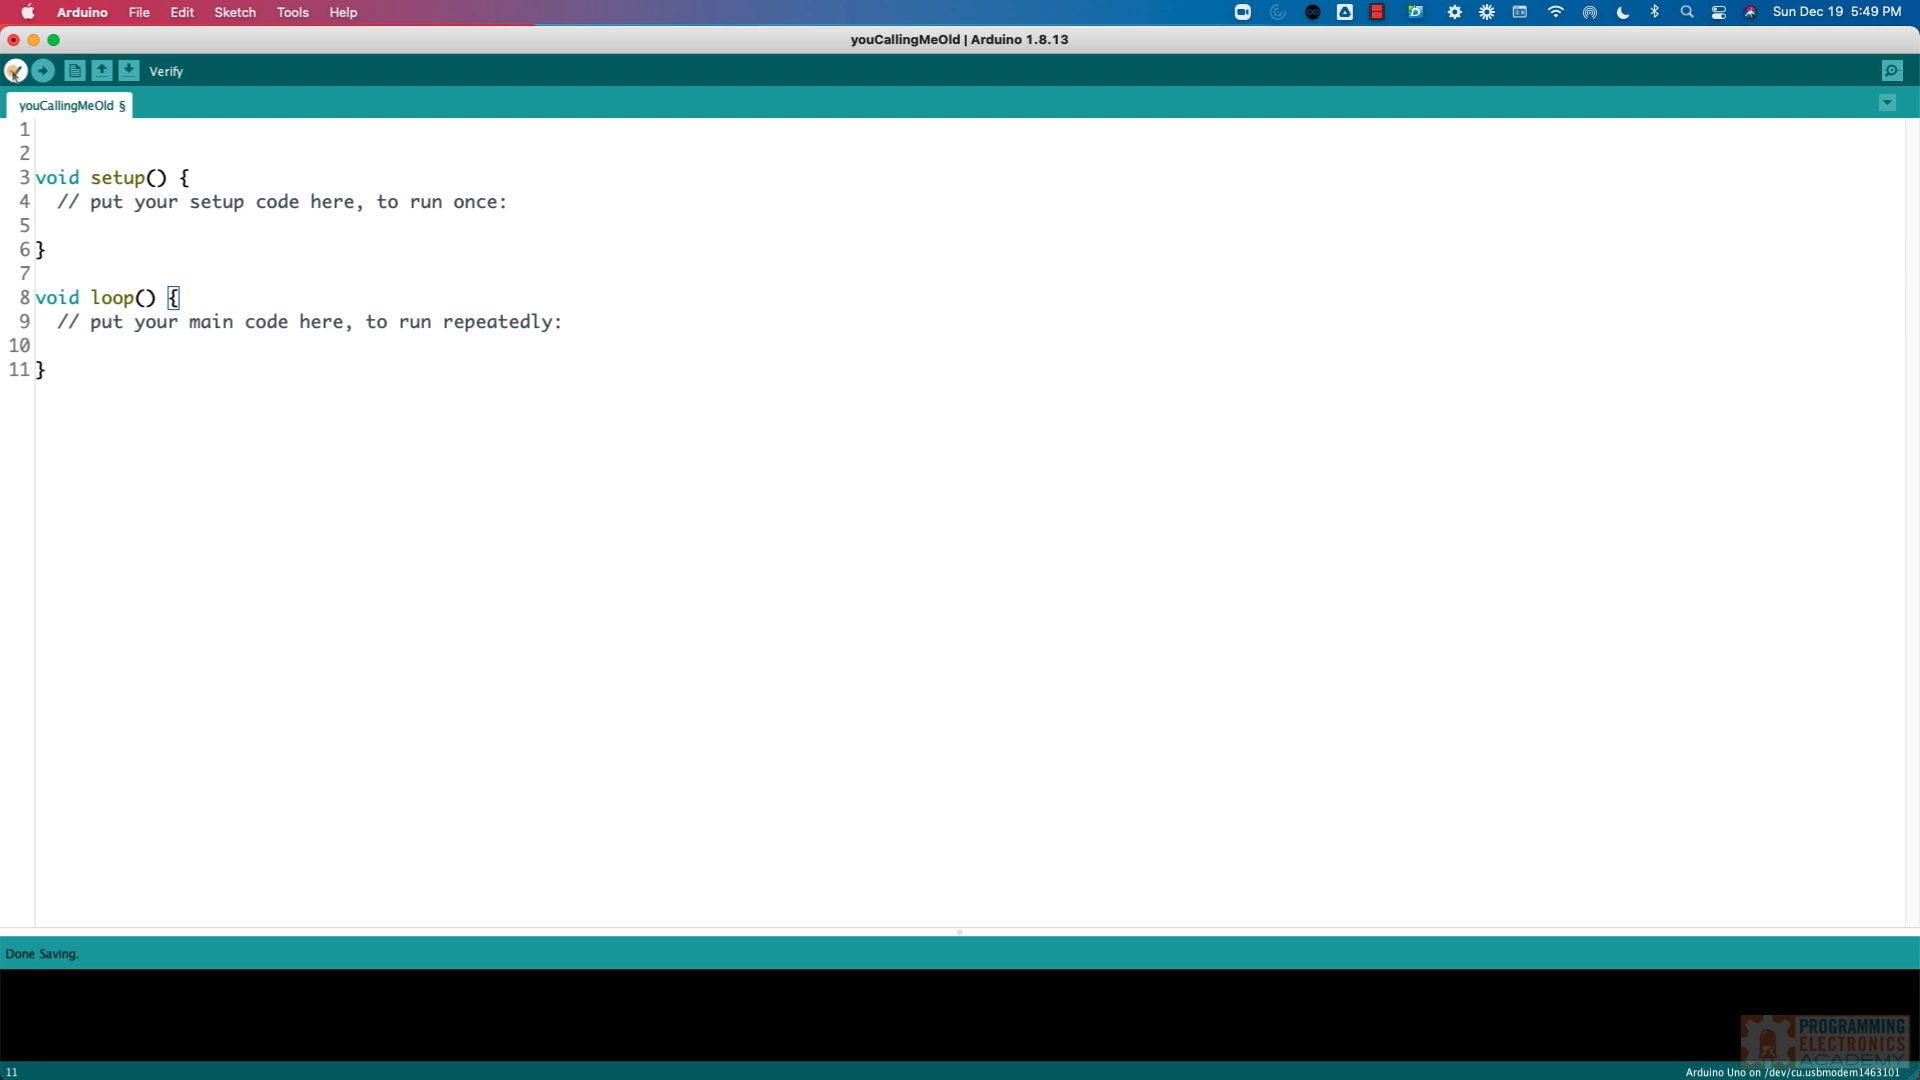 Arduino File Edit Sketch Tools Help Sun Dec 19 5:49 PM
youCallingMeOld | Arduino 1.8.13
Verify
youCallingMeOld §
1
2
3 void setup() {
4 // put your setup code here, to run once:
5
6 }
7
8 void loop() {
9 // put your main code here, to run repeatedly:
10
11 }
Done Saving.
PROGRAMMING
ELECTRONICS
ACADEMY
11 Arduino Uno on /dev/cu.usbmodem1463101